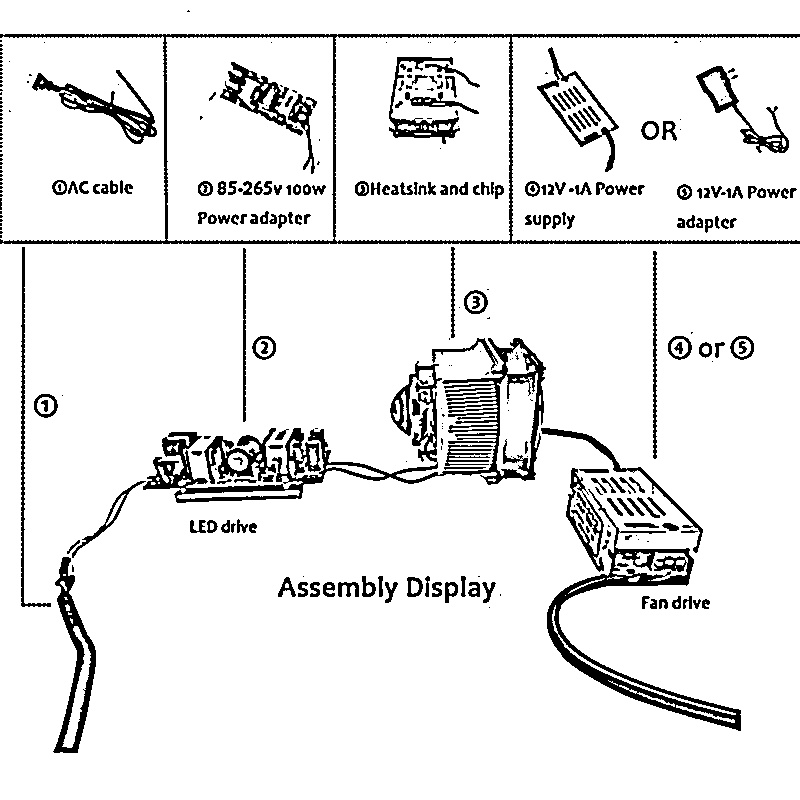 ①AC cable
② 85-265v 100w
Power adapter
③Heatsink and chip
④12V-1A Power
supply
OR
⑤ 12V-1A Power
adapter
①
②
③
④ or ⑤
LED drive
Assembly Display
Fan drive